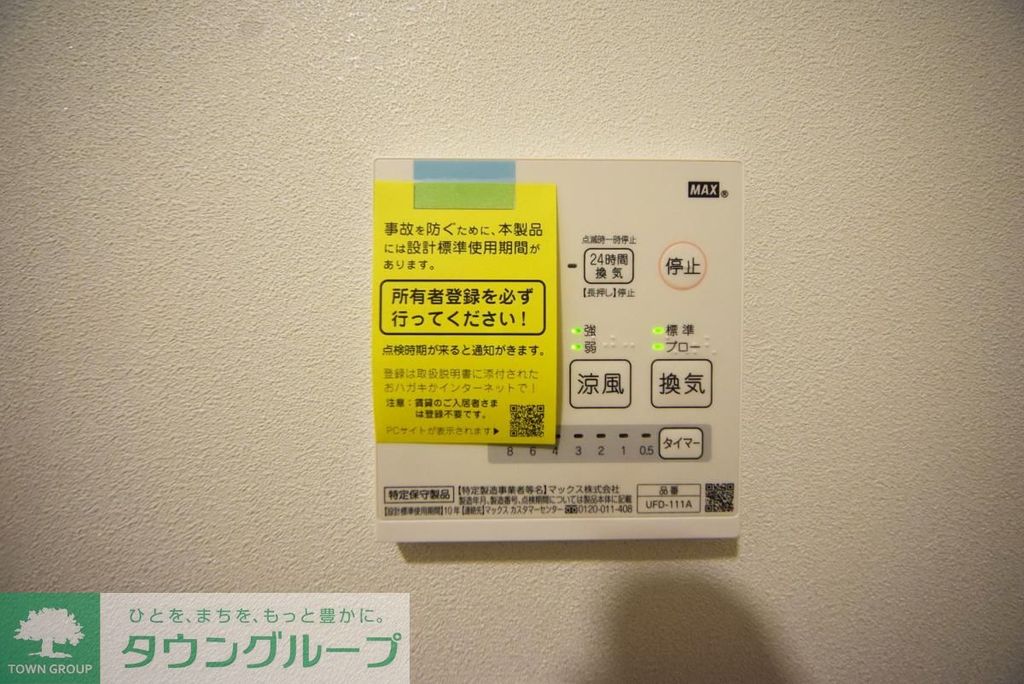 事故を防ぐために、本製品
には設計標準使用期間が
あります。
所有者登録を必ず
行ってください！
点検時期が来ると通知がきます。
登録は取扱説明書に添付された
おハガキかインターネットで！
注意：賃貸のご入居者さま
は登録不要です。
PCサイトが表示されます▶
MAX®
点滅時一時停止
24時間
換気
【長押し】停止
停止
強
弱
標準
ブロー
涼風
換気
8 6 4 3 2 1 0.5
タイマー
特定保守製品
【特定製造事業者等名】マックス株式会社
製造年月、製造番号、点検期間については製品本体に記載
【設計標準使用期間】10年【連絡先】マックス カスタマーセンター 0120-011-408
品番
UFD-111A
TOWN GROUP
ひとを、まちを、もっと豊かに。
タウングループ